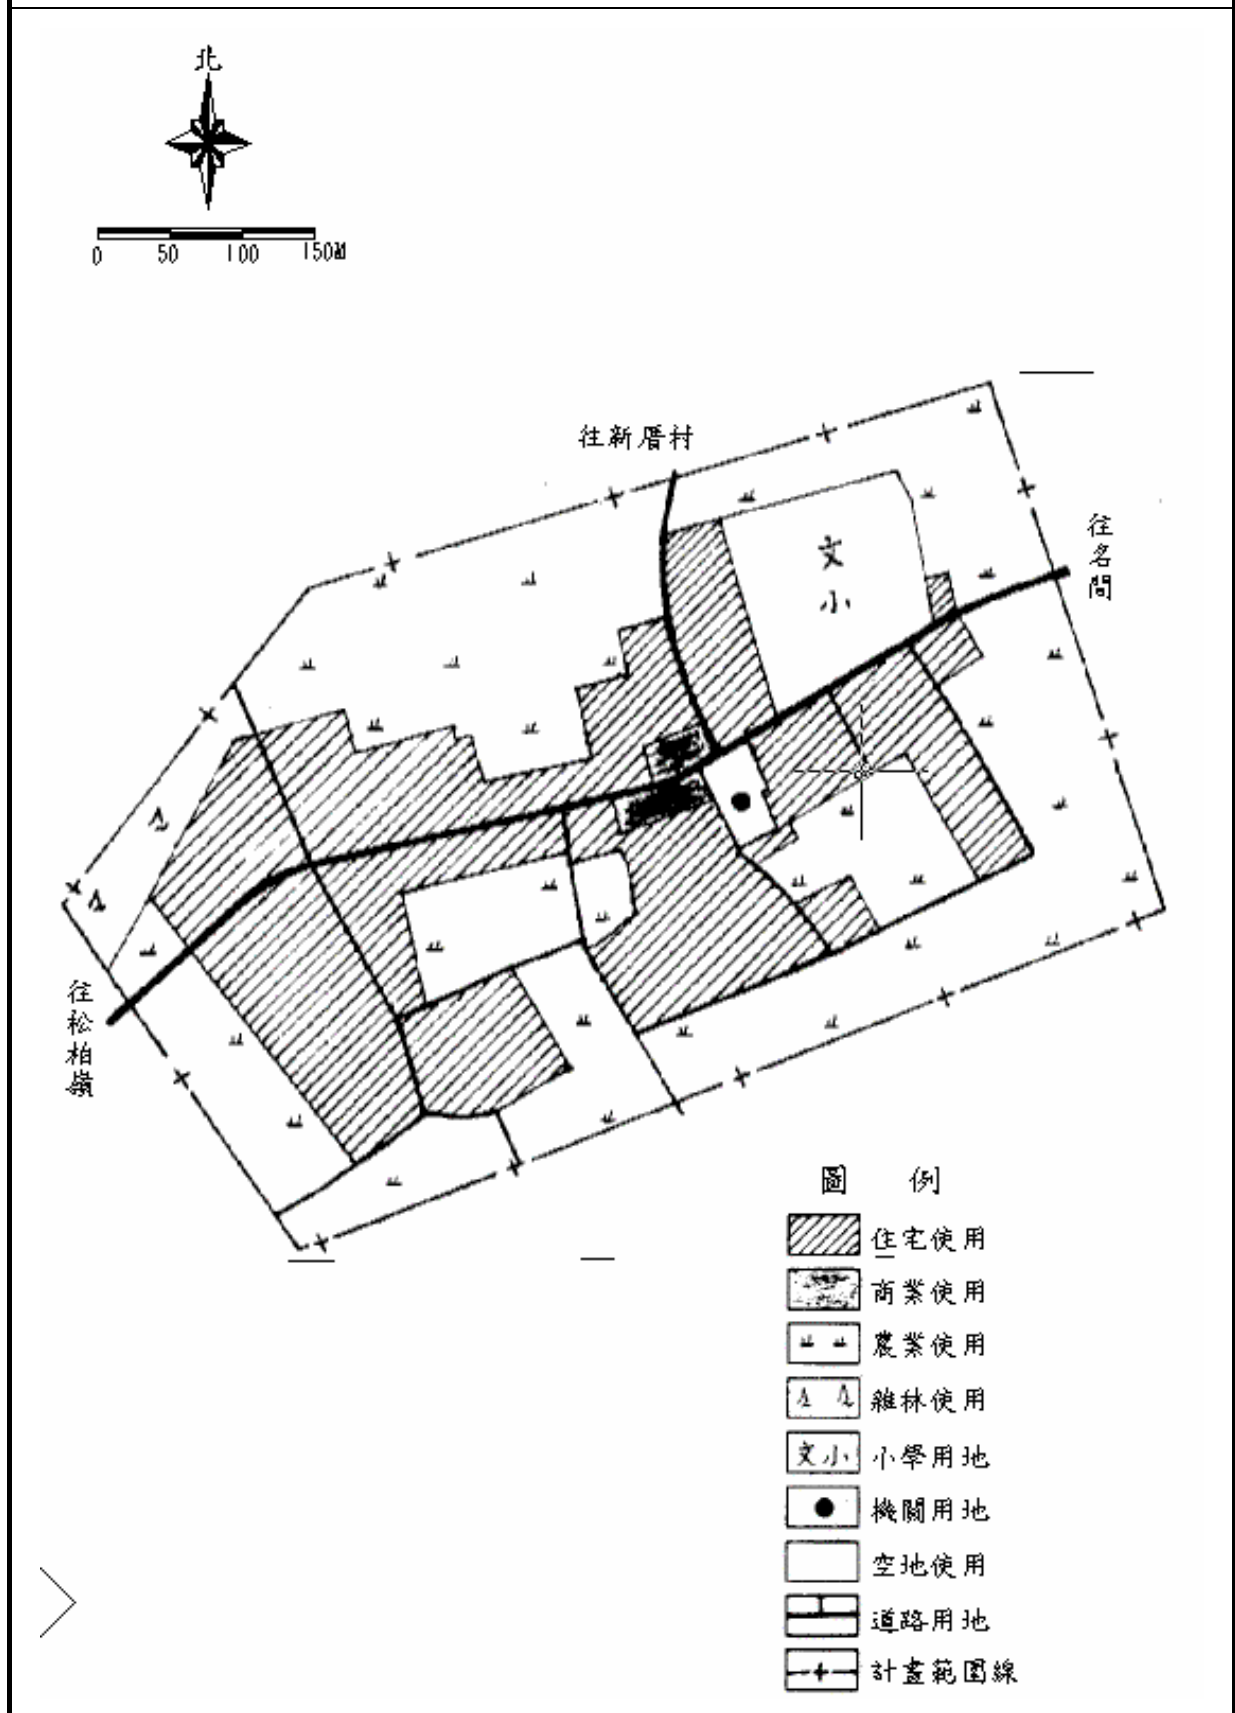 北
0 50 100 150M
往新厝村
往名間
文小
往松柏嶺
圖例
住宅使用
商業使用
農業使用
雜林使用
文小 小學用地
機關用地
空地使用
道路用地
計畫範圍線